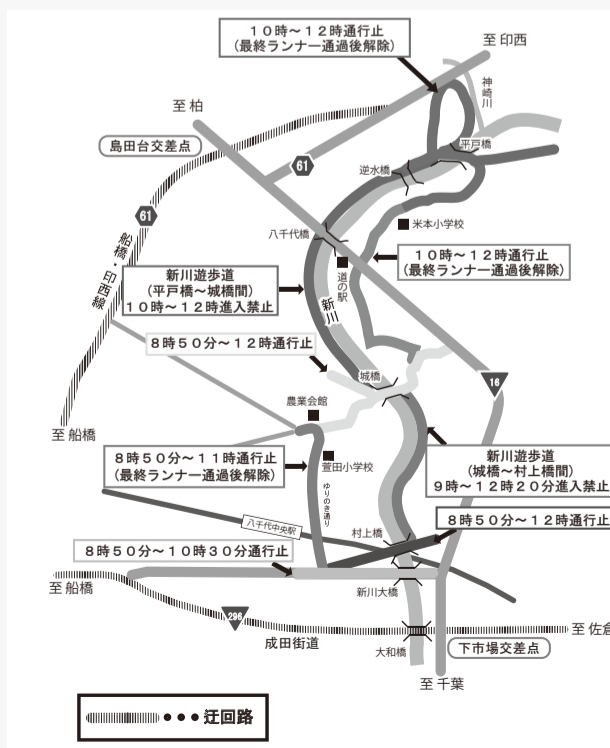 10時～12時通行止
(最終ランナー通過後解除)
至 印西
神崎川
至 柏
島田台交差点
平戸橋
61
逆水橋
61
米本小学校
船橋・印西線
八千代橋
10時～12時通行止
(最終ランナー通過後解除)
道の駅
新川遊歩道
(平戸橋～城橋間)
10時～12時進入禁止
新川
8時50分～12時通行止
城橋
16
農業会館
至 船橋
8時50分～11時通行止
(最終ランナー通過後解除)
萱田小学校
新川遊歩道
(城橋～村上橋間)
9時～12時20分進入禁止
ゆりのき通り
八千代中央駅
村上橋
8時50分～12時通行止
8時50分～10時30分通行止
至 船橋
新川大橋
296
成田街道
至 佐倉
大和橋
下市場交差点
至 千葉
•••迂回路